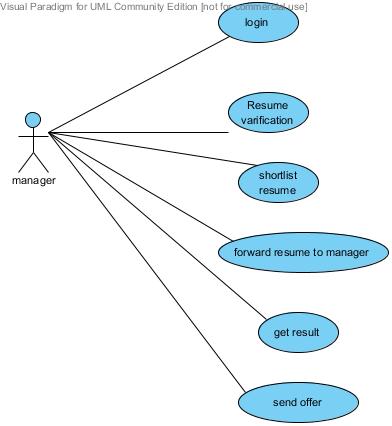 Visual Paradigm for UML Community Edition [not for commercial use]
login
Resume
varification
manager
shortlist
resume
forward resume to manager
get result
send offer